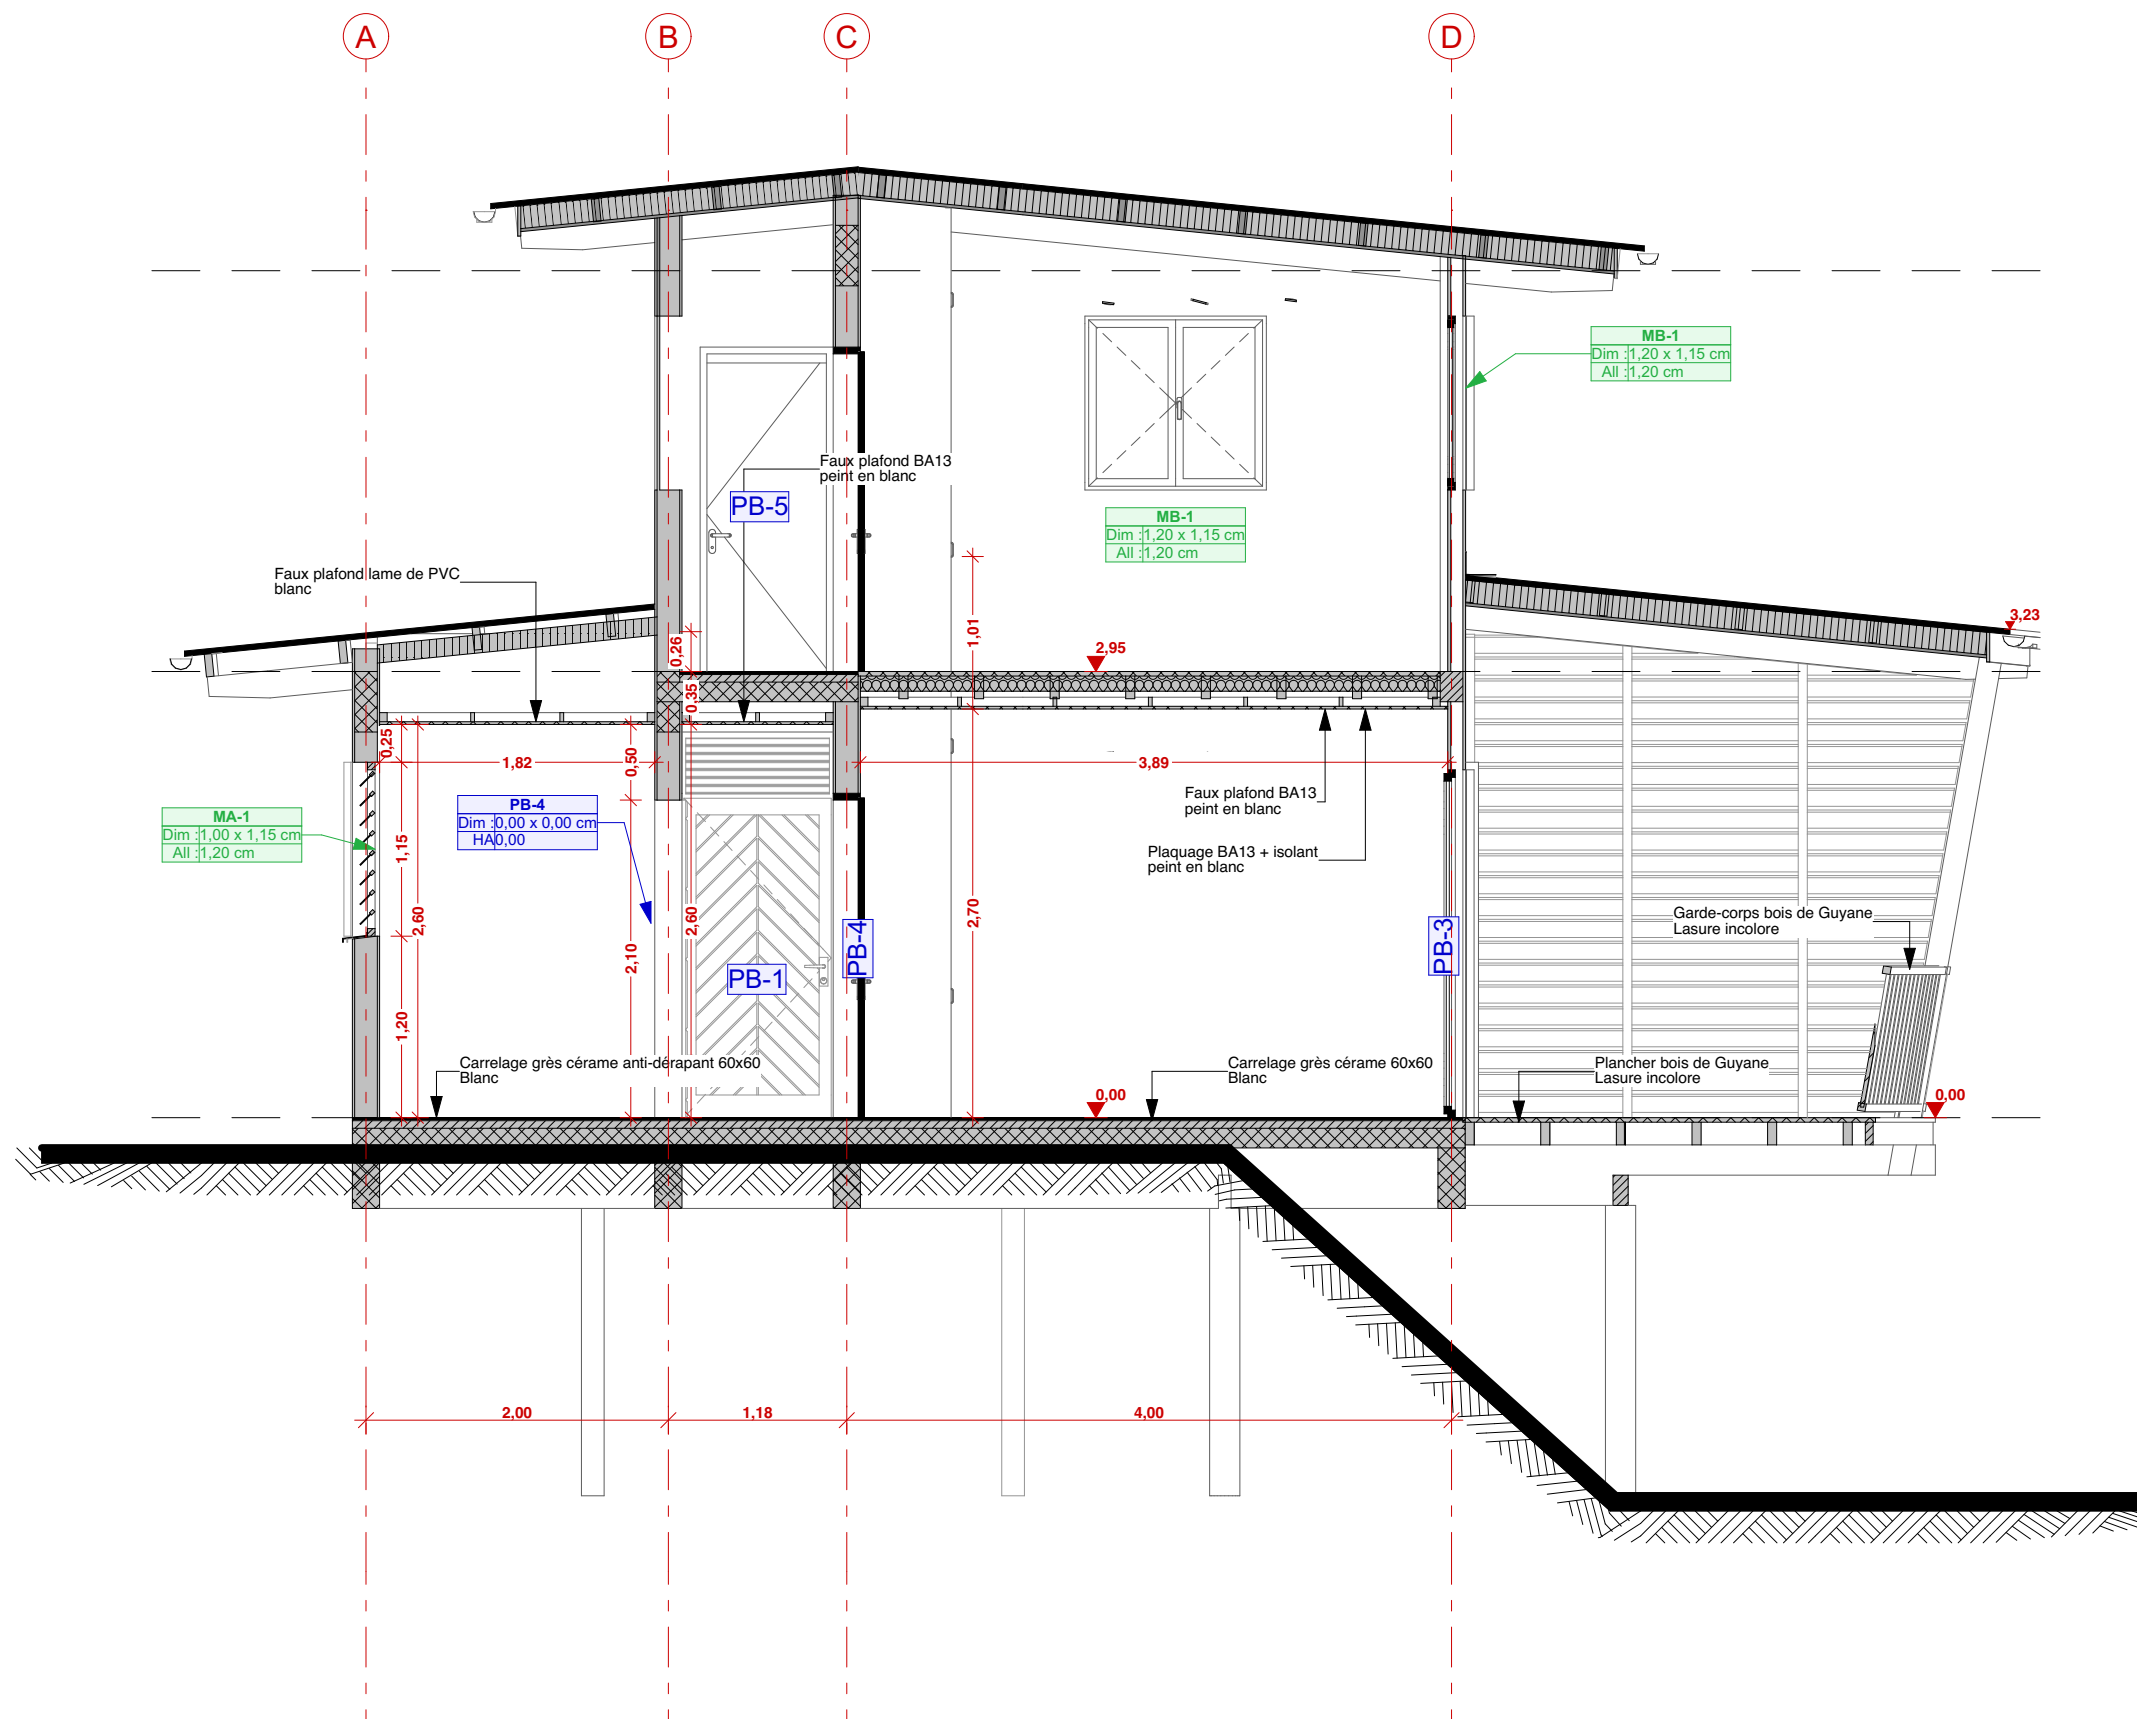 A
B
C
D
MB-1
Dim :1,20 x 1,15 cm
All :1,20 cm
Faux plafond BA13
peint en blanc
PB-5
MB-1
Dim :1,20 x 1,15 cm
All :1,20 cm
Faux plafond lame de PVC
blanc
1,01
3,23
0,26
2,95
0,35
0,25
0,50
1,82
3,89
Faux plafond BA13
peint en blanc
PB-4
Dim :0,00 x 0,00 cm
HA0,00
MA-1
Dim :1,00 x 1,15 cm
All :1,20 cm
1,15
Plaquage BA13 + isolant
peint en blanc
2,60
2,60
2,70
Garde-corps bois de Guyane
Lasure incolore
2,10
PB-4
PB-3
PB-1
1,20
Carrelage grès cérame anti-dérapant 60x60
Blanc
Carrelage grès cérame 60x60
Blanc
Plancher bois de Guyane
Lasure incolore
0,00
0,00
2,00
1,18
4,00